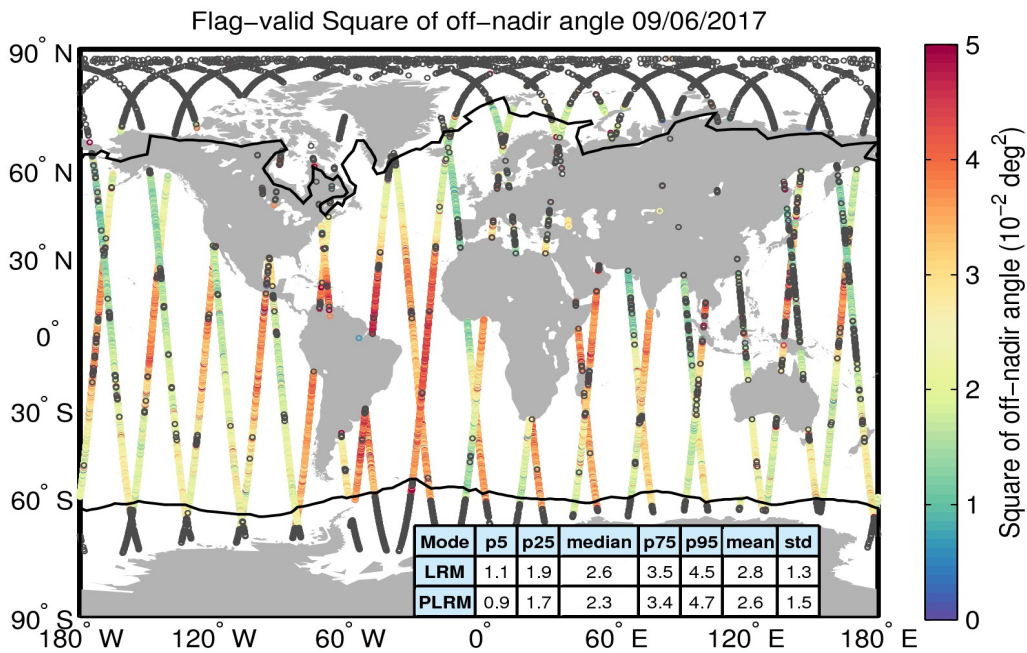 Flag-valid Square of off-nadir angle 09/06/2017
90° N
60° N
30° N
0°
30° S
60° S
90° S
180° W
120° W
60° W
0°
60° E
120° E
180° E
Mode p5 p25 median p75 p95 mean std
LRM 1.1 1.9 2.6 3.5 4.5 2.8 1.3
PLRM 0.9 1.7 2.3 3.4 4.7 2.6 1.5
5
4
3
2
1
0
Square of off-nadir angle (10⁻² deg²)